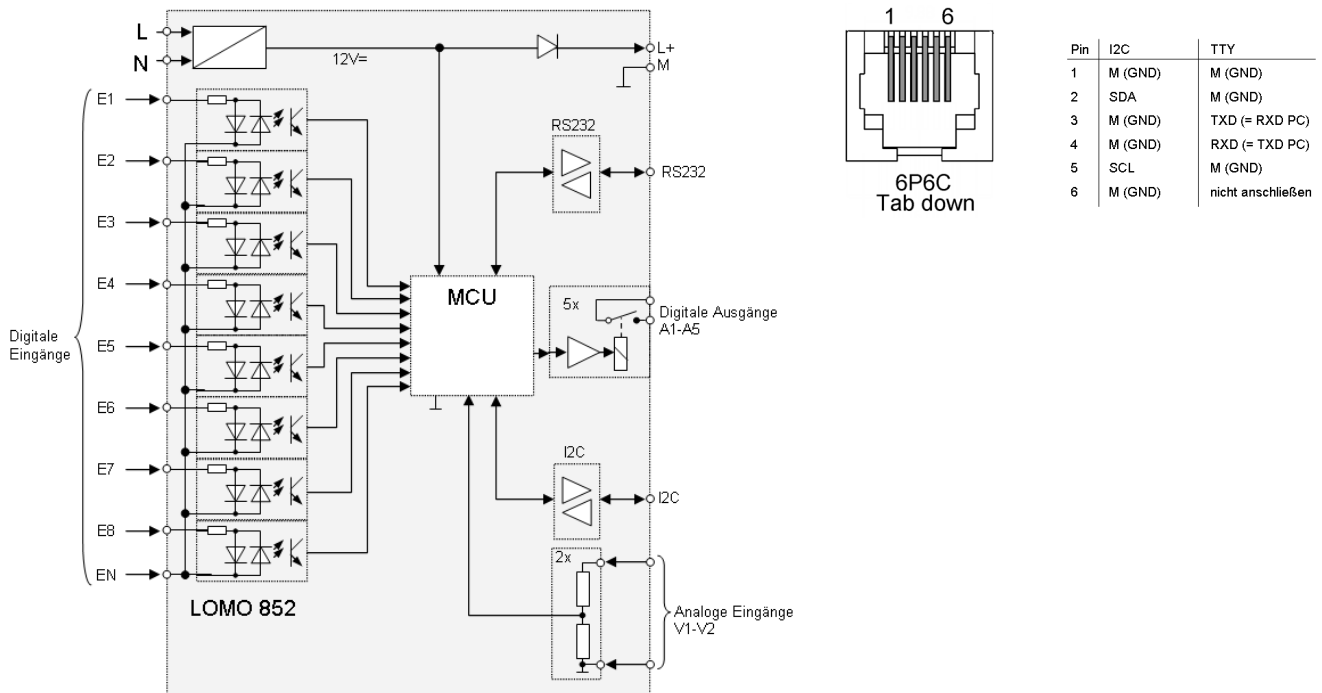 L
N
12V=
L+
M
E1
E2
E3
E4
E5
E6
E7
E8
EN
Digitale
Eingänge
RS232
RS232
MCU
5x
Digitale Ausgänge
A1-A5
I2C
I2C
2x
Analoge Eingänge
V1-V2
LOMO 852
1 6
6P6C
Tab down
Pin I2C TTY
1 M (GND) M (GND)
2 SDA M (GND)
3 M (GND) TXD (= RXD PC)
4 M (GND) RXD (= TXD PC)
5 SCL M (GND)
6 M (GND) nicht anschließen